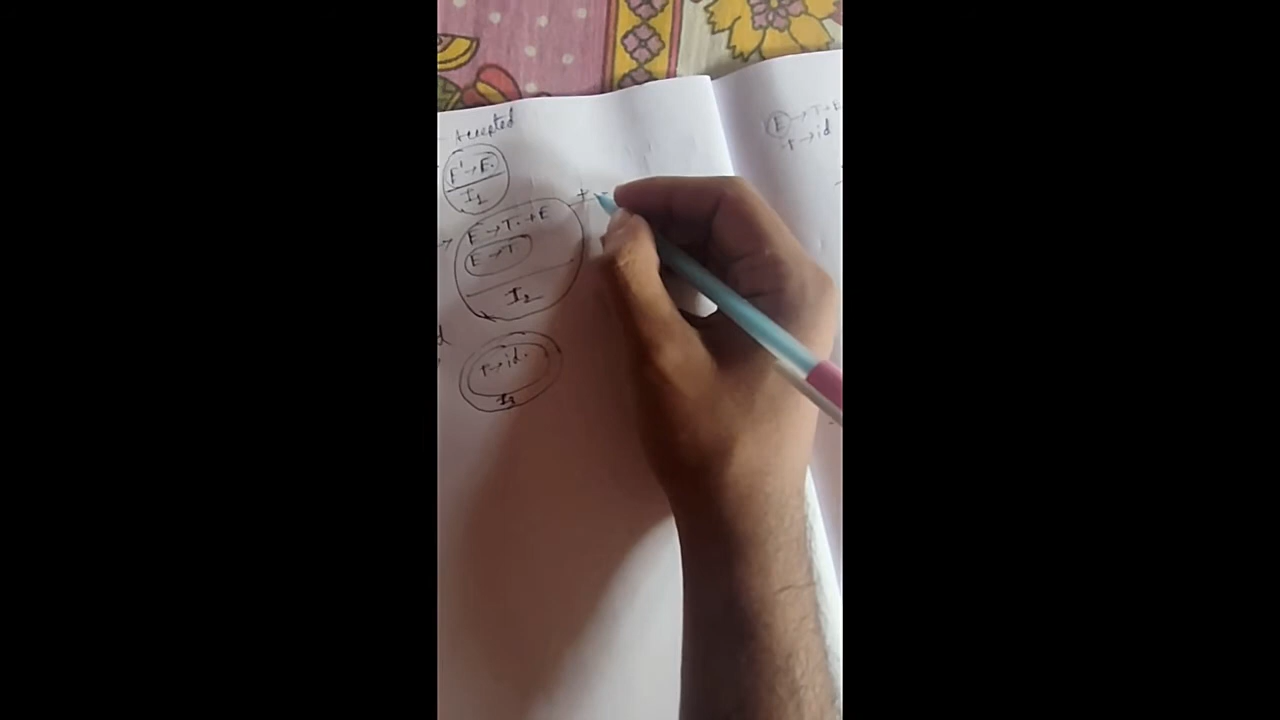 Accepted
E' → E.
I1
E → T. + E
E → T
I2
T → id.
I3
+
E → T + E
T → id